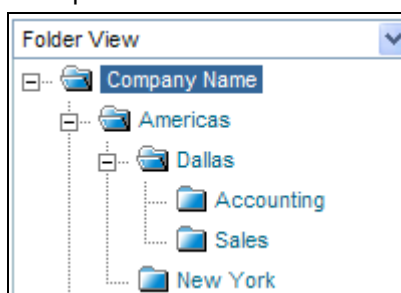 Folder View
Company Name
Americas
Dallas
Accounting
Sales
New York